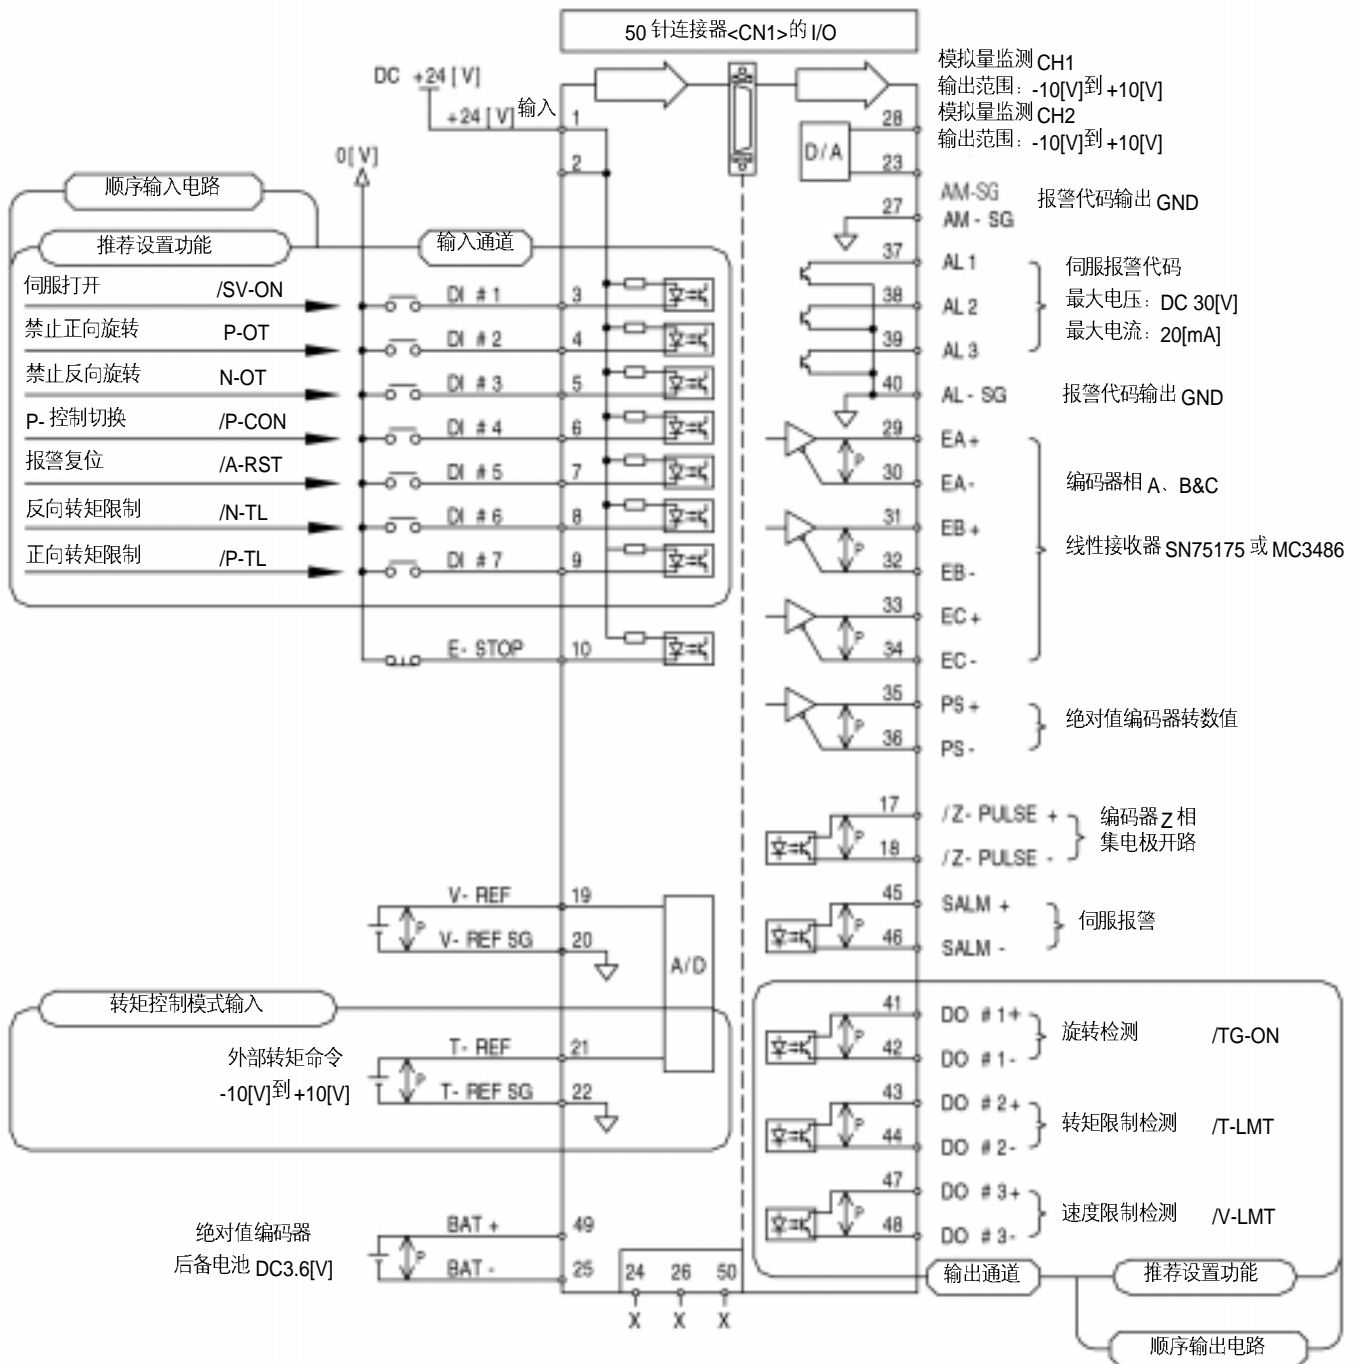 50 针连接器<CN1>的 I/O
DC +24[V]
+24[V] 输入
1
2
0[V]
顺序输入电路
推荐设置功能
输入通道
伺服打开 /SV-ON DI #1 3
禁止正向旋转 P-OT DI #2 4
禁止反向旋转 N-OT DI #3 5
P- 控制切换 /P-CON DI #4 6
报警复位 /A-RST DI #5 7
反向转矩限制 /N-TL DI #6 8
正向转矩限制 /P-TL DI #7 9
E- STOP 10
V- REF 19
P
V- REF SG 20
A/D
转矩控制模式输入
外部转矩命令
-10[V]到 +10[V]
T- REF 21
P
T- REF SG 22
绝对值编码器
后备电池 DC3.6[V]
BAT + 49
P
BAT - 25
24 26 50
X X X
模拟量监测 CH1
输出范围：-10[V]到 +10[V]
模拟量监测 CH2
输出范围：-10[V]到 +10[V]
D/A
28
23
AM-SG
27 AM - SG
报警代码输出 GND
37 AL 1
38 AL 2
39 AL 3
伺服报警代码
最大电压：DC 30[V]
最大电流：20[mA]
40 AL - SG
报警代码输出 GND
29 EA +
P
30 EA -
31 EB +
P
32 EB -
33 EC +
P
34 EC -
编码器相 A、B&C
线性接收器 SN75175 或 MC3486
35 PS +
P
36 PS -
绝对值编码器转数值
17 /Z- PULSE +
P
18 /Z- PULSE -
编码器 Z 相
集电极开路
45 SALM +
P
46 SALM -
伺服报警
41 DO #1+
P
42 DO #1-
旋转检测 /TG-ON
43 DO #2+
P
44 DO #2-
转矩限制检测 /T-LMT
47 DO #3+
P
48 DO #3-
速度限制检测 /V-LMT
输出通道
推荐设置功能
顺序输出电路